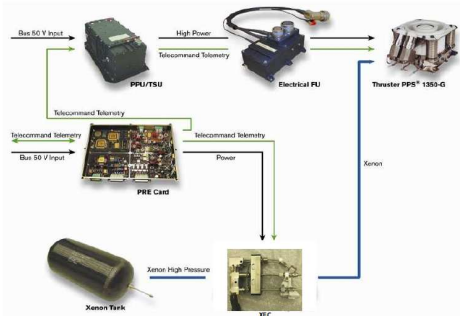 Bus 50 V Input
High Power
Telecommand Telemetry
PPU/TSU
Electrical FU
Thruster PPS® 1350-G
Telecommand Telemetry
Telecommand Telemetry
Telecommand Telemetry
Bus 50 V Input
Power
Xenon
PRE Card
Xenon High Pressure
Xenon Tank
XFC